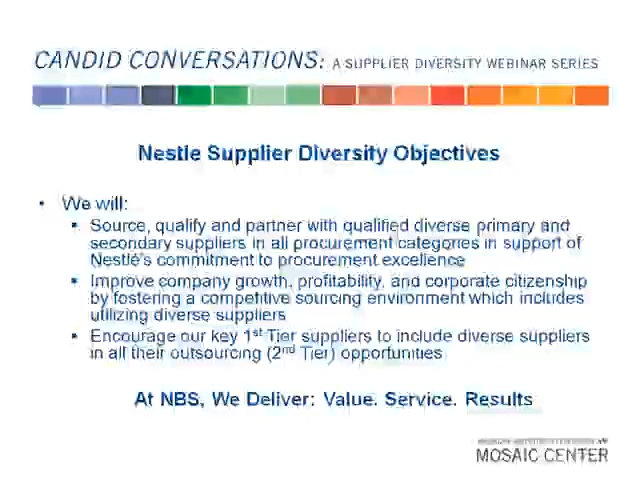 CANDID CONVERSATIONS: A SUPPLIER DIVERSITY WEBINAR SERIES
Nestle Supplier Diversity Objectives
• We will:
▪ Source, qualify and partner with qualified diverse primary and
secondary suppliers in all procurement categories in support of
Nestlé's commitment to procurement excellence
▪ Improve company growth, profitability, and corporate citizenship
by fostering a competitive sourcing environment which includes
utilizing diverse suppliers
▪ Encourage our key 1st Tier suppliers to include diverse suppliers
in all their outsourcing (2nd Tier) opportunities
At NBS, We Deliver: Value. Service. Results
MOSAIC CENTER